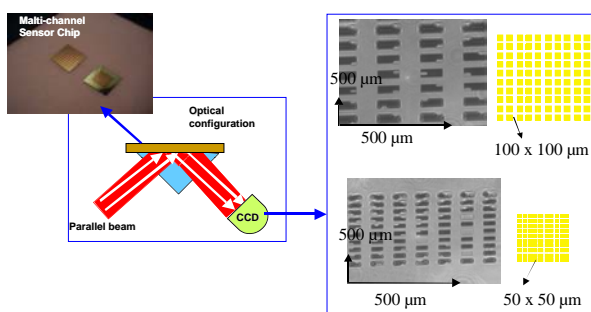 Malti-channel
Sensor Chip
Optical
configuration
Parallel beam
CCD
500 µm
500 µm
100 x 100 µm
500 µm
500 µm
50 x 50 µm